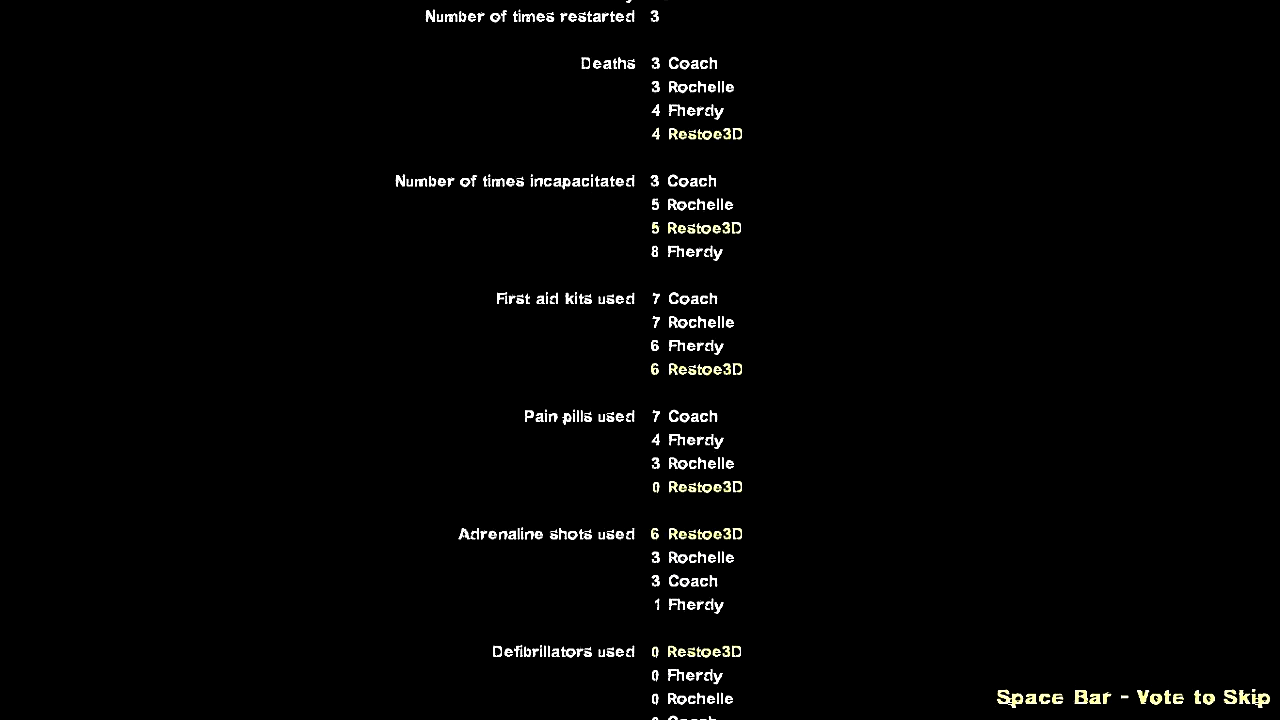 Number of times restarted 3
Deaths 3 Coach
3 Rochelle
4 Fherdy
4 Restoe3D
Number of times incapacitated 3 Coach
5 Rochelle
5 Restoe3D
8 Fherdy
First aid kits used 7 Coach
7 Rochelle
6 Fherdy
6 Restoe3D
Pain pills used 7 Coach
4 Fherdy
3 Rochelle
0 Restoe3D
Adrenaline shots used 6 Restoe3D
3 Rochelle
3 Coach
1 Fherdy
Defibrillators used 0 Restoe3D
0 Fherdy
0 Rochelle
Space Bar - Vote to Skip